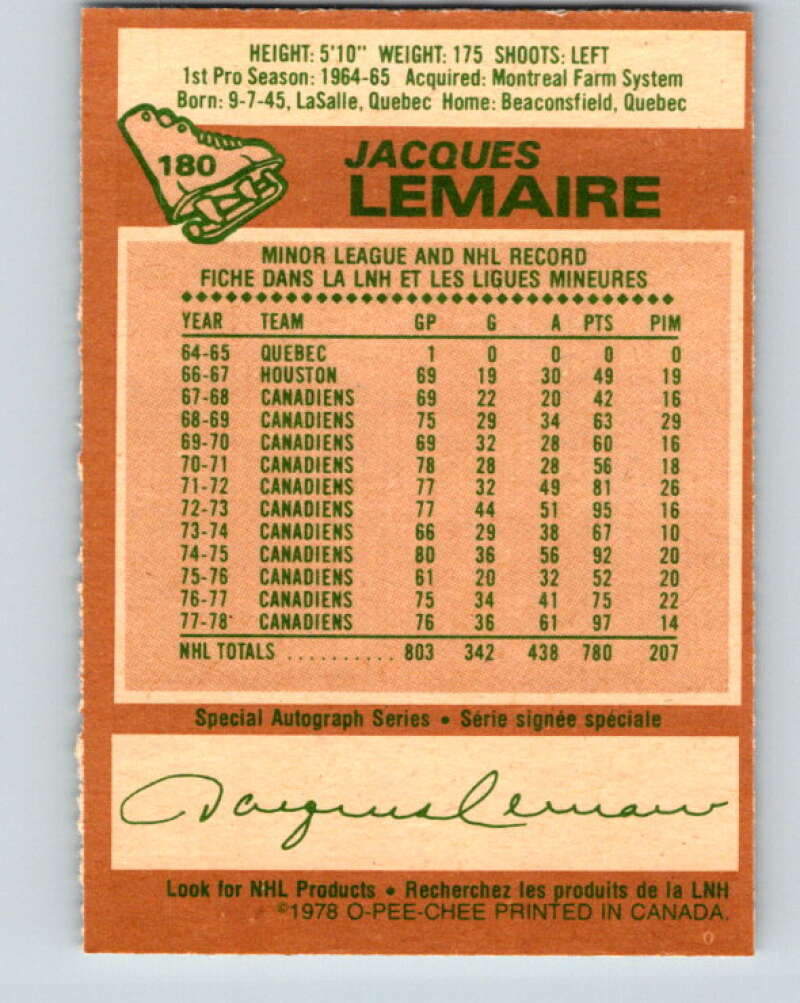 HEIGHT: 5'10" WEIGHT: 175 SHOOTS: LEFT
1st Pro Season: 1964-65 Acquired: Montreal Farm System
Born: 9-7-45, LaSalle, Quebec Home: Beaconsfield, Quebec
180
JACQUES
LEMAIRE
MINOR LEAGUE AND NHL RECORD
FICHE DANS LA LNH ET LES LIGUES MINEURES
YEAR TEAM GP G A PTS PIM
64-65 QUEBEC 1 0 0 0 0
66-67 HOUSTON 69 19 30 49 19
67-68 CANADIENS 69 22 20 42 16
68-69 CANADIENS 75 29 34 63 29
69-70 CANADIENS 69 32 28 60 16
70-71 CANADIENS 78 28 28 56 18
71-72 CANADIENS 77 32 49 81 26
72-73 CANADIENS 77 44 51 95 16
73-74 CANADIENS 66 29 38 67 10
74-75 CANADIENS 80 36 56 92 20
75-76 CANADIENS 61 20 32 52 20
76-77 CANADIENS 75 34 41 75 22
77-78 CANADIENS 76 36 61 97 14
NHL TOTALS .......... 803 342 438 780 207
Special Autograph Series • Série signée spéciale
Jacques Lemaire
Look for NHL Products • Recherchez les produits de la LNH
©1978 O-PEE-CHEE PRINTED IN CANADA.
0